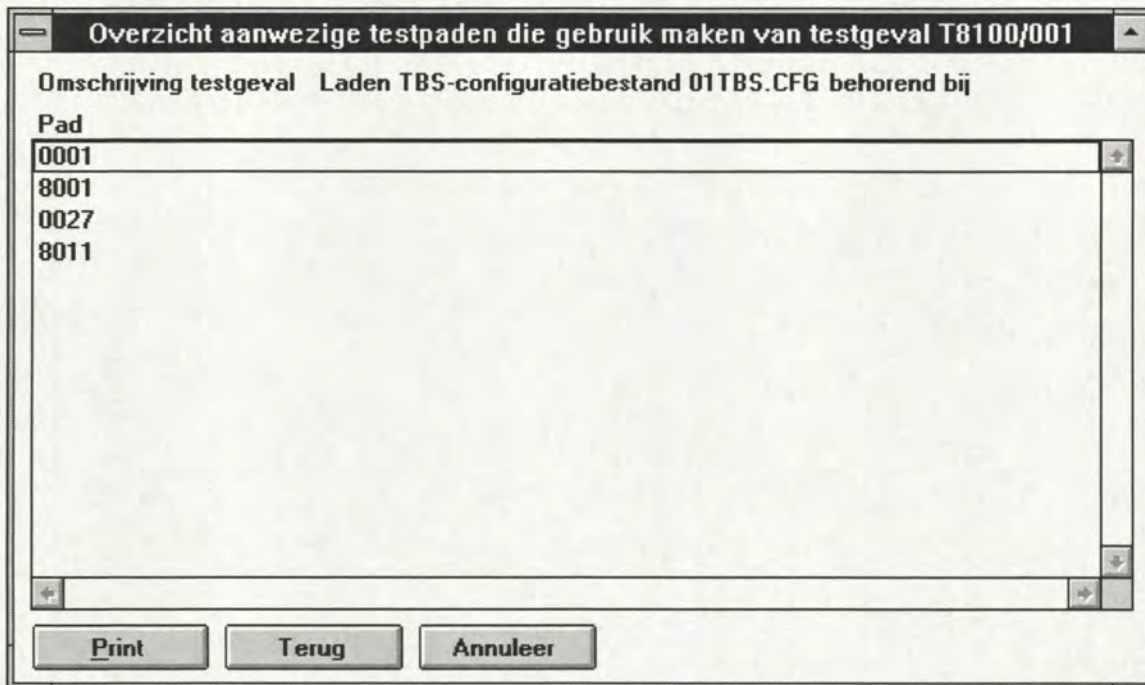 Overzicht aanwezige testpaden die gebruik maken van testgeval T8100/001
Omschrijving testgeval Laden TBS-configuratiebestand 01TBS.CFG behorend bij
Pad
0001
8001
0027
8011
Print Terug Annuleer